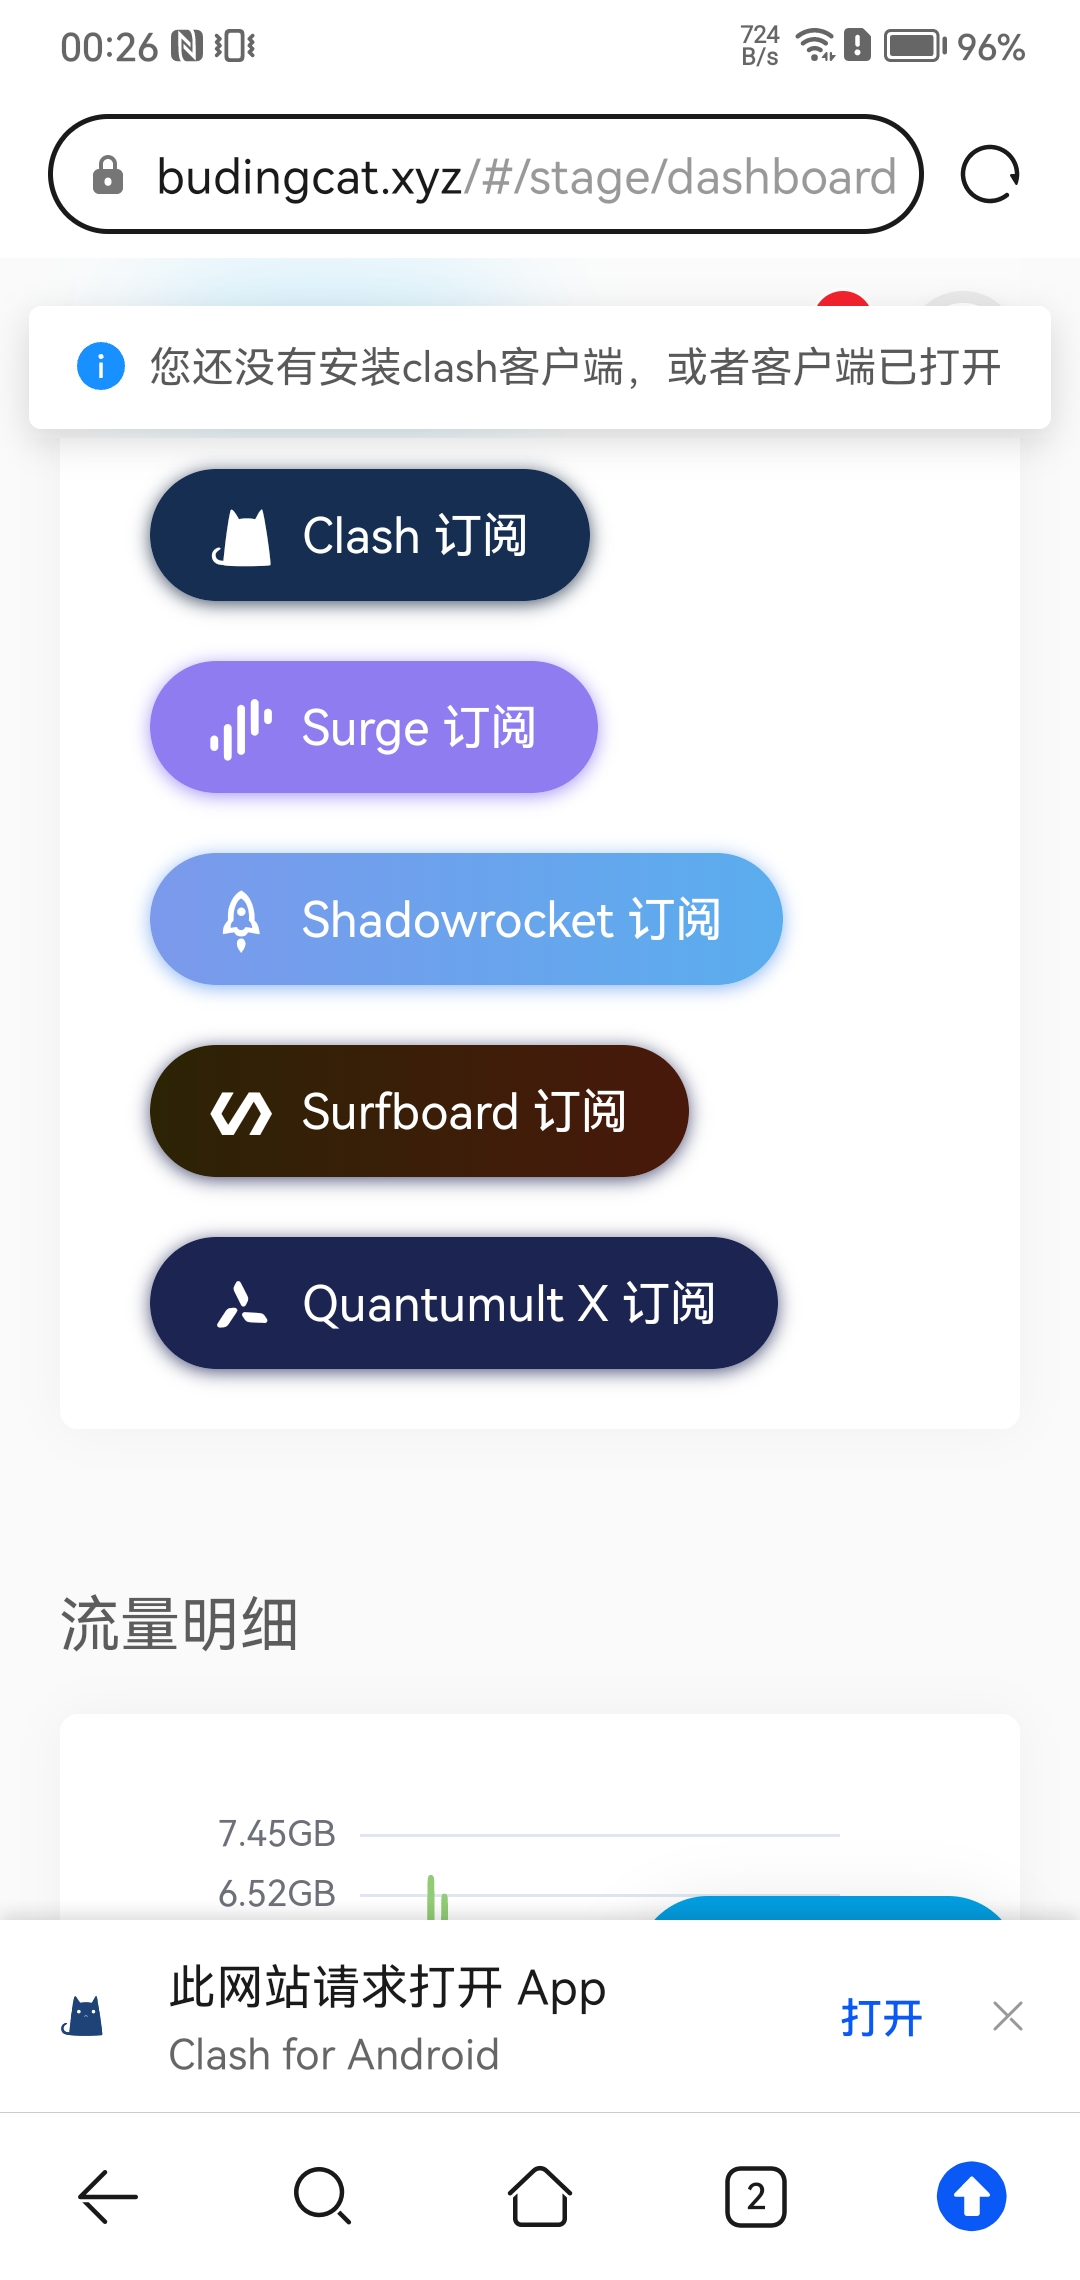 00:26
724 B/s
96%
budingcat.xyz/#/stage/dashboard
您还没有安装clash客户端，或者客户端已打开
Clash 订阅
Surge 订阅
Shadowrocket 订阅
Surfboard 订阅
Quantumult X 订阅
流量明细
7.45GB
6.52GB
此网站请求打开 App
Clash for Android
打开
2